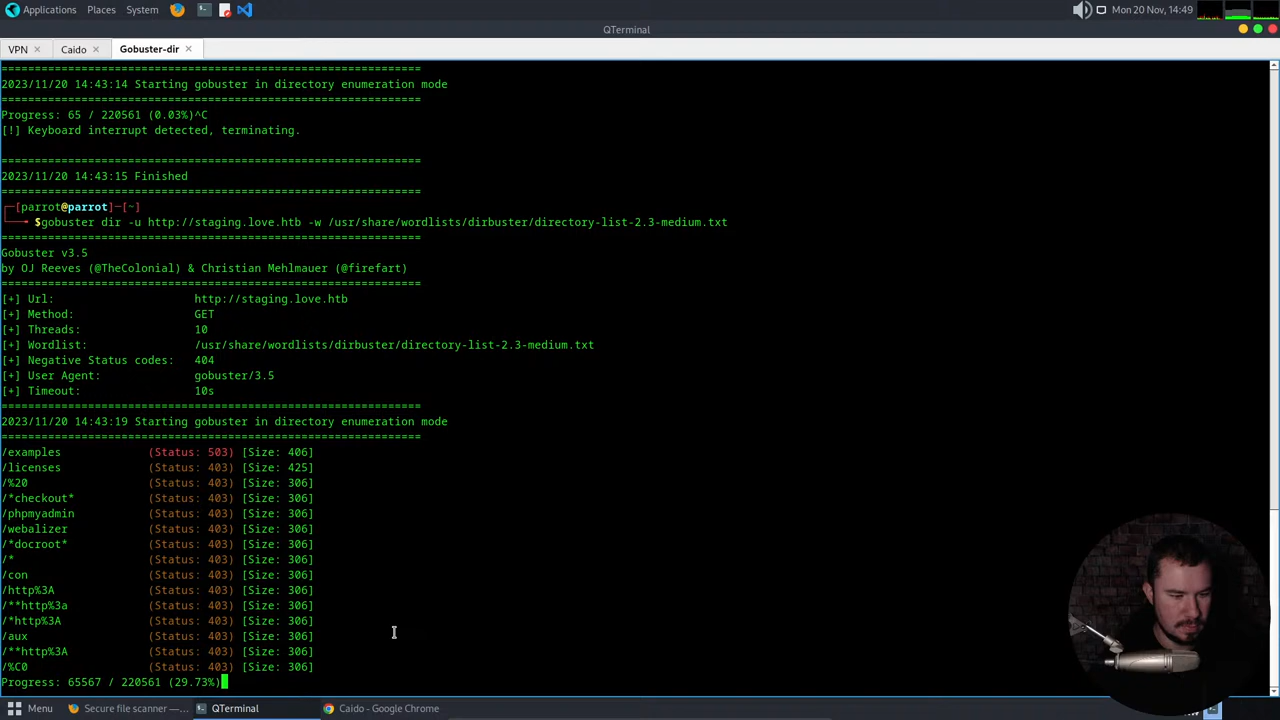 Applications Places System Mon 20 Nov, 14:49
QTerminal
VPN × Caido × Gobuster-dir ×
===============================================================
2023/11/20 14:43:14 Starting gobuster in directory enumeration mode
===============================================================
Progress: 65 / 220561 (0.03%)^C
[!] Keyboard interrupt detected, terminating.
===============================================================
2023/11/20 14:43:15 Finished
===============================================================
┌─[parrot@parrot]─[~]
└──╼ $gobuster dir -u http://staging.love.htb -w /usr/share/wordlists/dirbuster/directory-list-2.3-medium.txt
===============================================================
Gobuster v3.5
by OJ Reeves (@TheColonial) & Christian Mehlmauer (@firefart)
===============================================================
[+] Url: http://staging.love.htb
[+] Method: GET
[+] Threads: 10
[+] Wordlist: /usr/share/wordlists/dirbuster/directory-list-2.3-medium.txt
[+] Negative Status codes: 404
[+] User Agent: gobuster/3.5
[+] Timeout: 10s
===============================================================
2023/11/20 14:43:19 Starting gobuster in directory enumeration mode
===============================================================
/examples (Status: 503) [Size: 406]
/licenses (Status: 403) [Size: 425]
/%20 (Status: 403) [Size: 306]
/*checkout* (Status: 403) [Size: 306]
/phpmyadmin (Status: 403) [Size: 306]
/webalizer (Status: 403) [Size: 306]
/*docroot* (Status: 403) [Size: 306]
/* (Status: 403) [Size: 306]
/con (Status: 403) [Size: 306]
/http%3A (Status: 403) [Size: 306]
/**http%3a (Status: 403) [Size: 306]
/*http%3A (Status: 403) [Size: 306]
/aux (Status: 403) [Size: 306]
/**http%3A (Status: 403) [Size: 306]
/%C0 (Status: 403) [Size: 306]
Progress: 65567 / 220561 (29.73%)
Menu Secure file scanner —... QTerminal Caido - Google Chrome